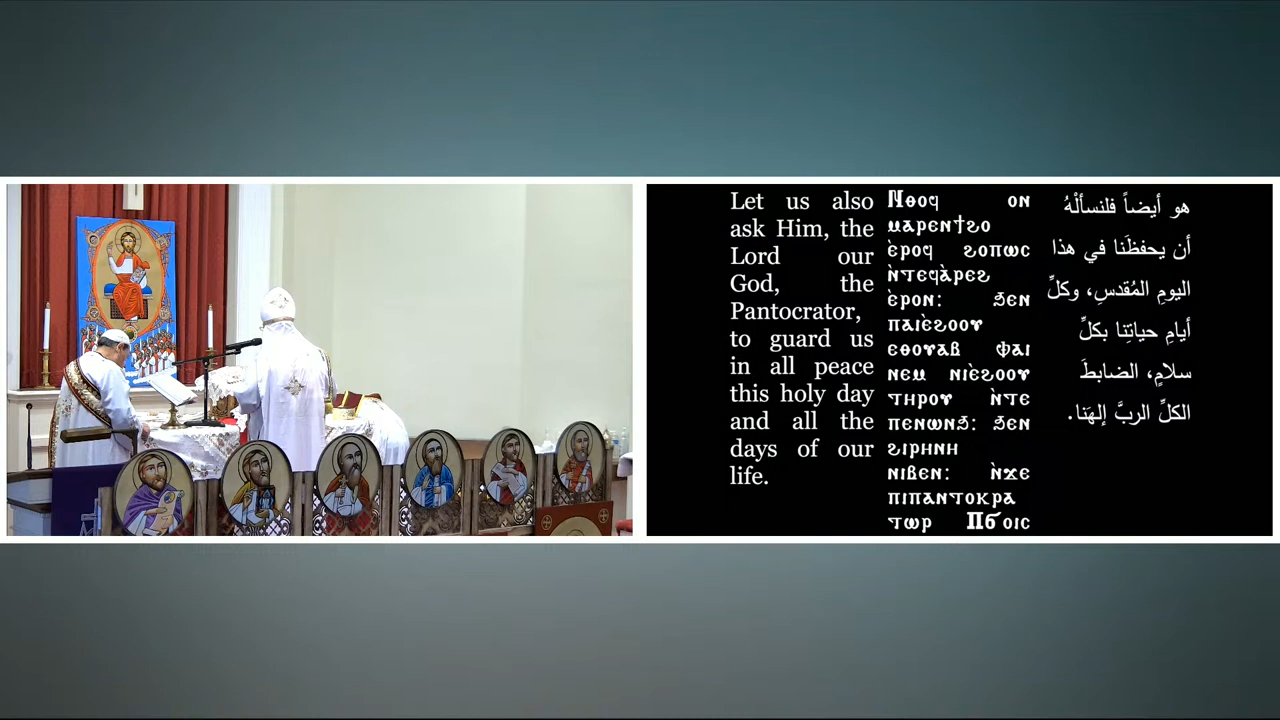 Let us also
ask Him, the
Lord our
God, the
Pantocrator,
to guard us
in all peace
this holy day
and all the
days of our
life.
Ⲛⲑⲟϥ ⲟⲛ
ⲙⲁⲣⲉⲛϯϩⲟ
ⲉ̀ⲣⲟϥ ϩⲟⲡⲱⲥ
ⲛ̀ⲧⲉϥⲁ̀ⲣⲉϩ
ⲉ̀ⲣⲟⲛ: ϧⲉⲛ
ⲡⲁⲓⲉ̀ϩⲟⲟⲩ
ⲉⲑⲟⲩⲁⲃ ⲫⲁⲓ
ⲛⲉⲙ ⲛⲓⲉ̀ϩⲟⲟⲩ
ⲧⲏⲣⲟⲩ ⲛ̀ⲧⲉ
ⲡⲉⲛⲱⲛϧ: ϧⲉⲛ
ϩⲓⲣⲏⲛⲏ
ⲛⲓⲃⲉⲛ: ⲛ̀ϫⲉ
ⲡⲓⲡⲁⲛⲧⲟⲕⲣⲁ
ⲧⲱⲣ Ⲡϭⲟⲓⲥ
هو أيضاً فلنسألْهُ
أن يحفظَنا في هذا
اليومِ المُقدسِ، وكلِّ
أيامِ حياتِنا بكلِّ
سلامٍ، الضابطَ
الكلِّ الربَّ إلهَنا.